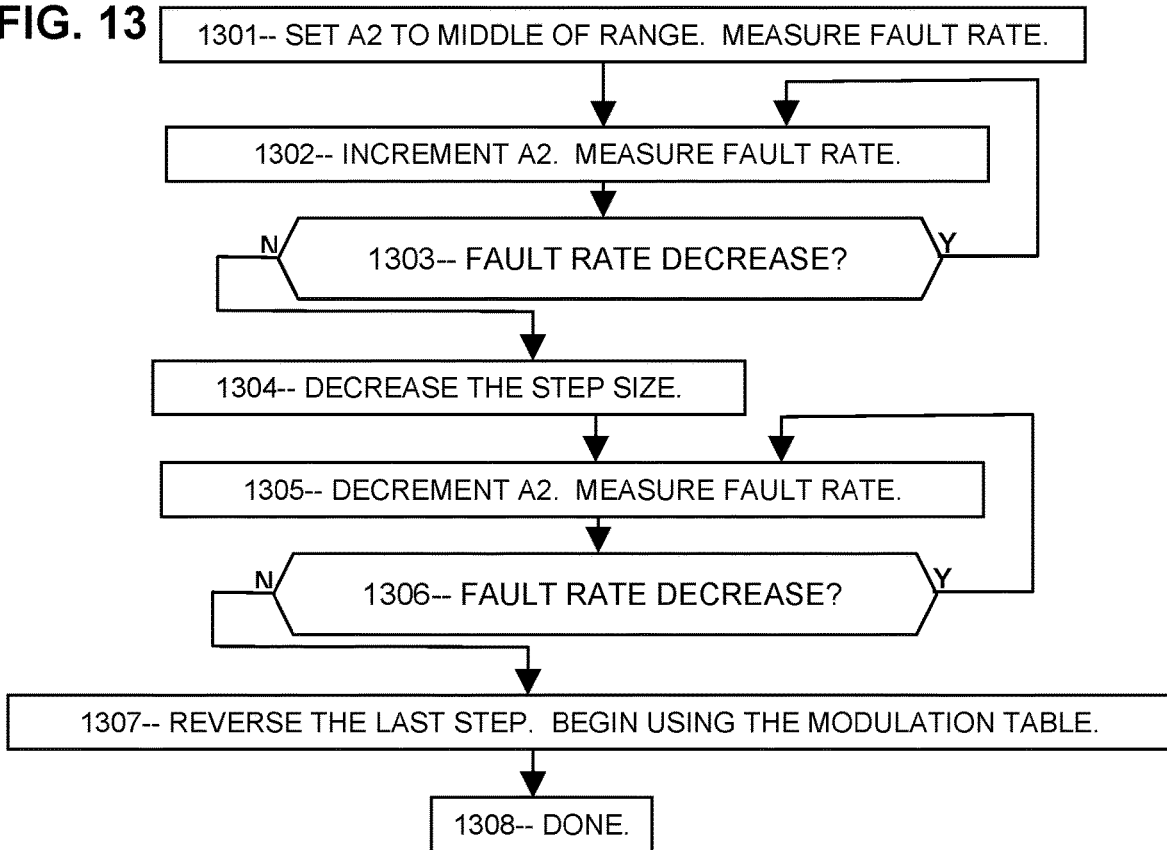 FIG. 13
1301-- SET A2 TO MIDDLE OF RANGE. MEASURE FAULT RATE.
1302-- INCREMENT A2. MEASURE FAULT RATE.
N
1303-- FAULT RATE DECREASE?
Y
1304-- DECREASE THE STEP SIZE.
1305-- DECREMENT A2. MEASURE FAULT RATE.
N
1306-- FAULT RATE DECREASE?
Y
1307-- REVERSE THE LAST STEP. BEGIN USING THE MODULATION TABLE.
1308-- DONE.